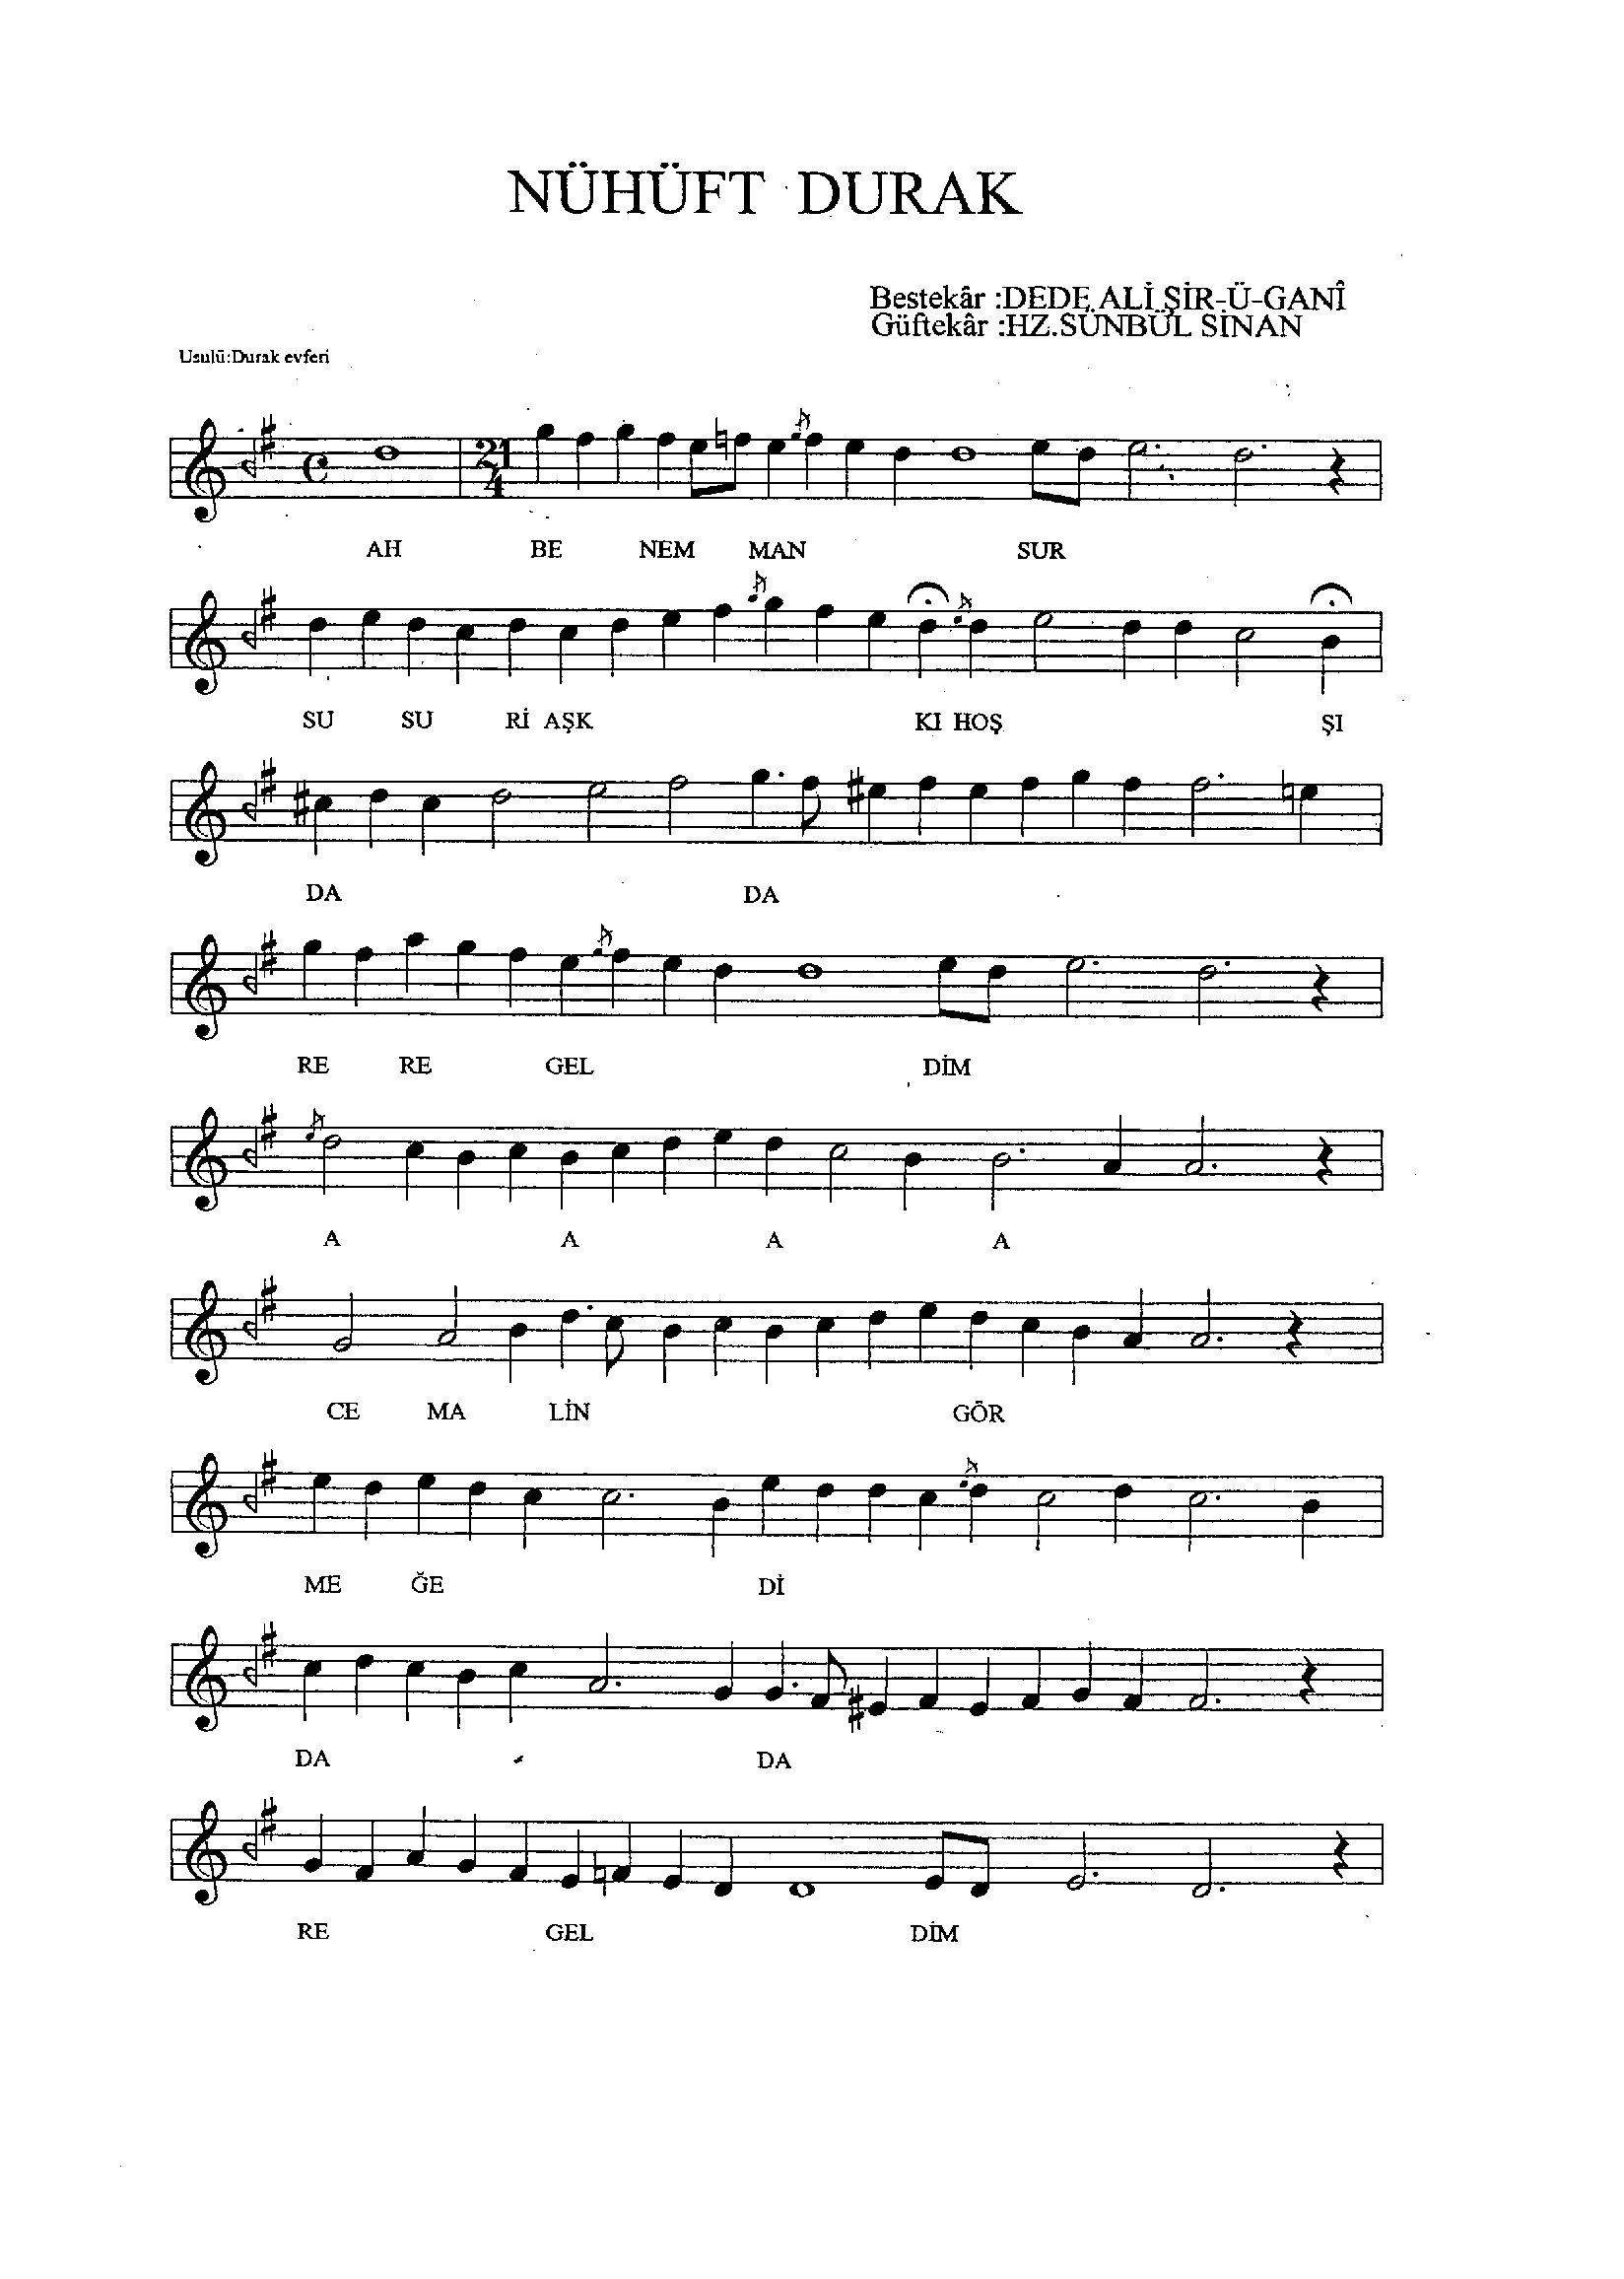 NÜHÜFT DURAK
Bestekâr :DEDE ALİ ŞİR-Ü-GANÎ
Güftekâr :HZ.SÜNBÜL SİNAN
Usulü:Durak evferi
21
4
AH BE NEM MAN SUR
SU SU Rİ AŞK KI HOŞ ŞI
DA DA
RE RE GEL DİM
A A A A
CE MA LİN GÖR
ME ĞE Dİ
DA DA
RE GEL DİM